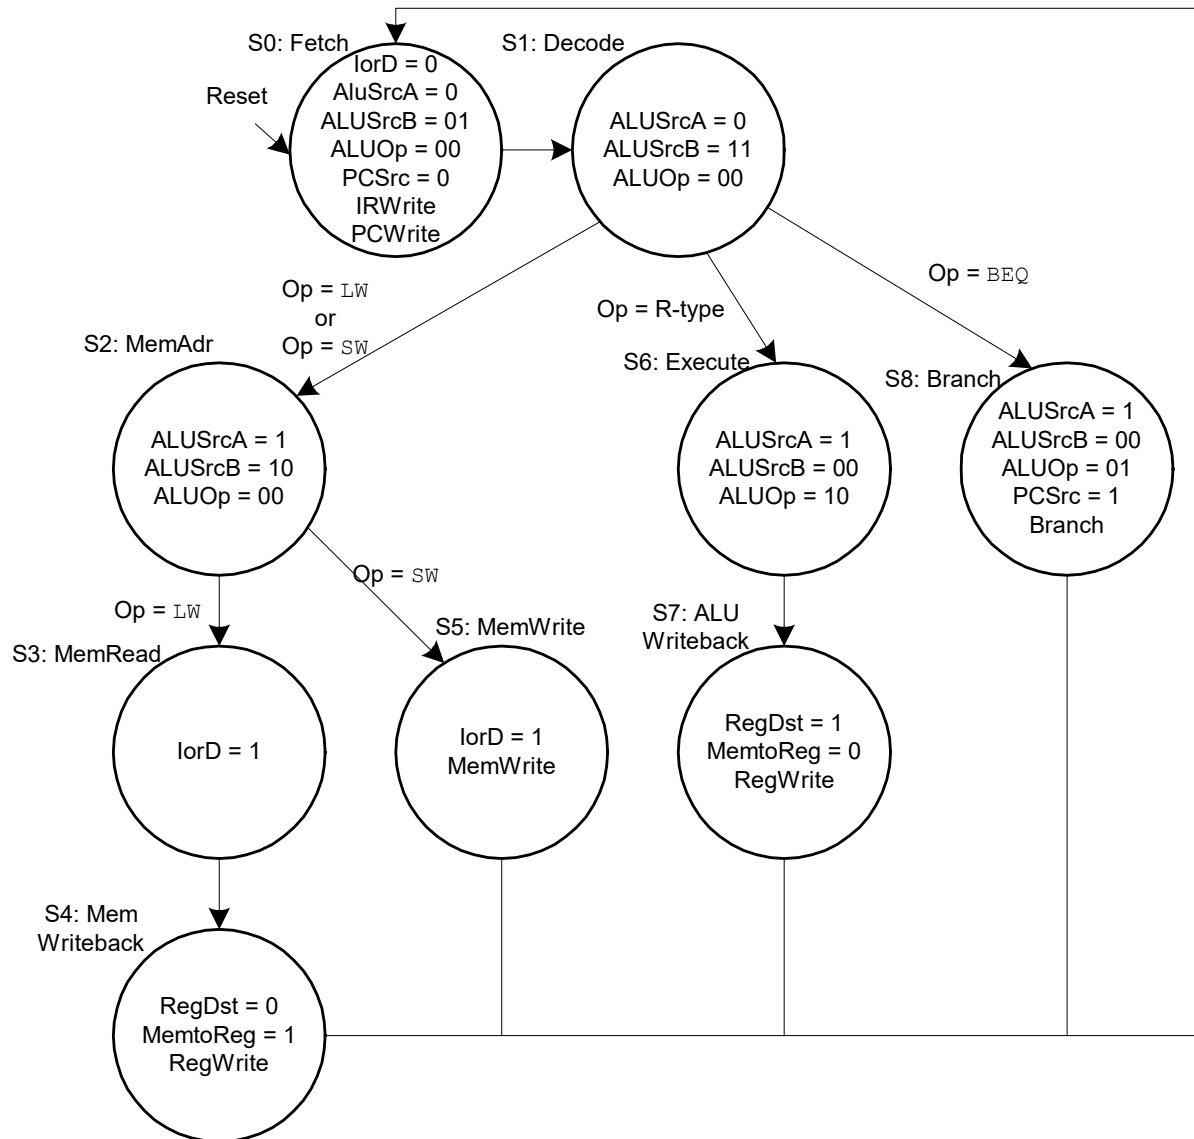 S0: Fetch
IorD = 0
AluSrcA = 0
ALUSrcB = 01
ALUOp = 00
PCSrc = 0
IRWrite
PCWrite
Reset
S1: Decode
ALUSrcA = 0
ALUSrcB = 11
ALUOp = 00
Op = LW
or
Op = SW
Op = R-type
Op = BEQ
S2: MemAdr
ALUSrcA = 1
ALUSrcB = 10
ALUOp = 00
S6: Execute
ALUSrcA = 1
ALUSrcB = 00
ALUOp = 10
S8: Branch
ALUSrcA = 1
ALUSrcB = 00
ALUOp = 01
PCSrc = 1
Branch
Op = LW
Op = SW
S3: MemRead
IorD = 1
S5: MemWrite
IorD = 1
MemWrite
S7: ALU
Writeback
RegDst = 1
MemtoReg = 0
RegWrite
S4: Mem
Writeback
RegDst = 0
MemtoReg = 1
RegWrite